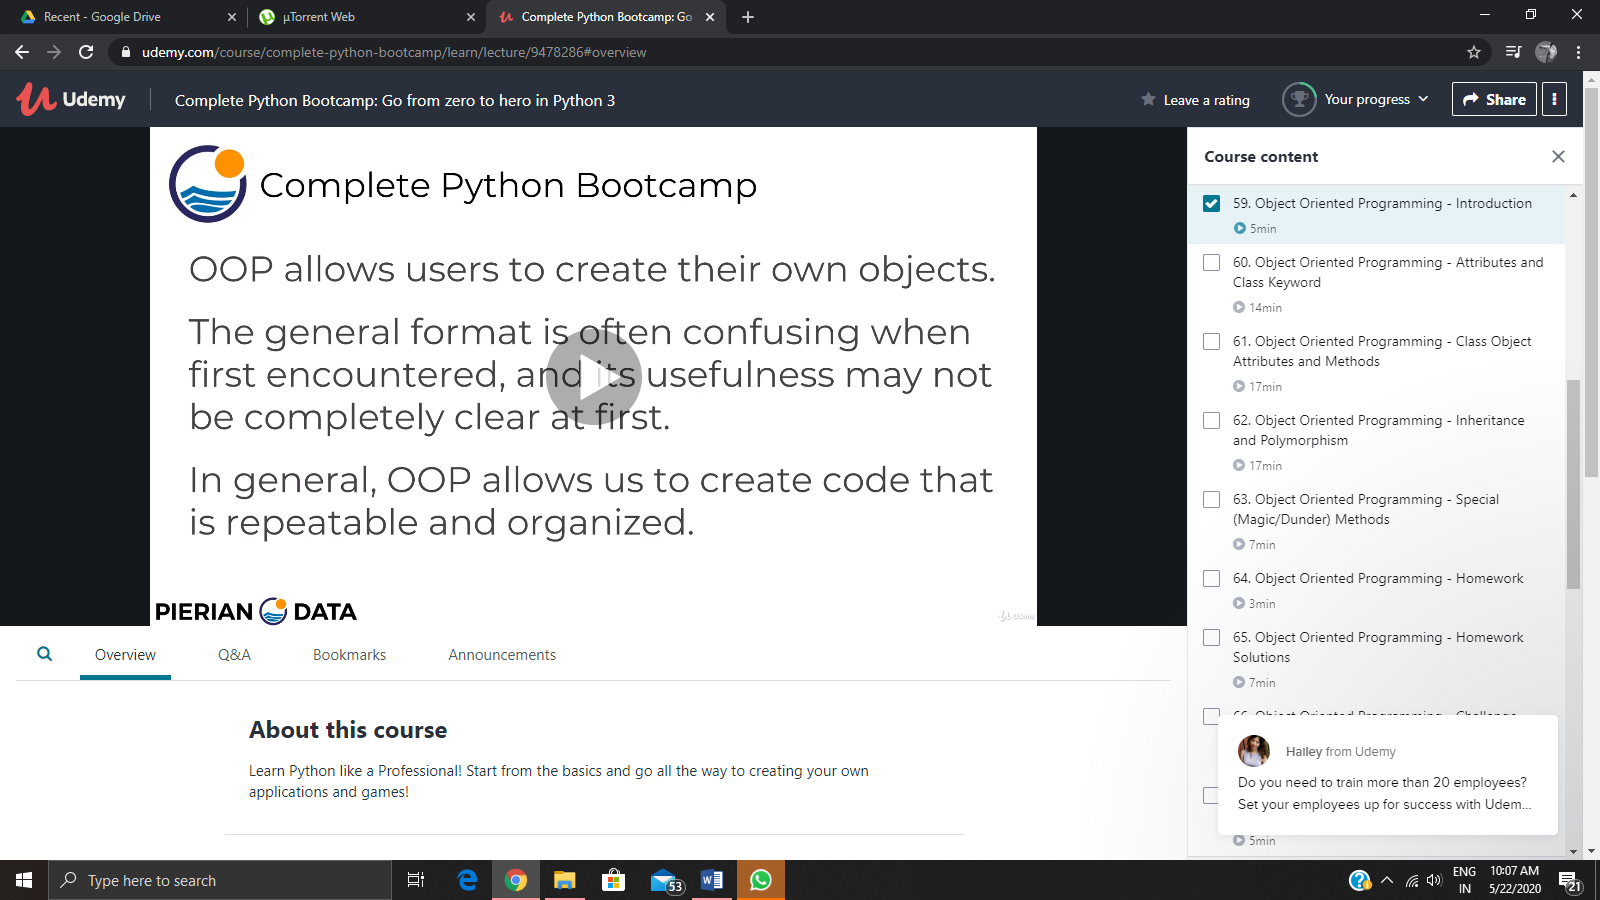 Recent - Google Drive
µTorrent Web
Complete Python Bootcamp: Go
udemy.com/course/complete-python-bootcamp/learn/lecture/9478286#overview
Udemy
Complete Python Bootcamp: Go from zero to hero in Python 3
Leave a rating
Your progress
Share
Complete Python Bootcamp
OOP allows users to create their own objects.
The general format is often confusing when
first encountered, and its usefulness may not
be completely clear at first.
In general, OOP allows us to create code that
is repeatable and organized.
PIERIAN DATA
Udemy
Course content
59. Object Oriented Programming - Introduction
5min
60. Object Oriented Programming - Attributes and
Class Keyword
14min
61. Object Oriented Programming - Class Object
Attributes and Methods
17min
62. Object Oriented Programming - Inheritance
and Polymorphism
17min
63. Object Oriented Programming - Special
(Magic/Dunder) Methods
7min
64. Object Oriented Programming - Homework
3min
65. Object Oriented Programming - Homework
Solutions
7min
66. Object Oriented Programming - Challenge
Hailey from Udemy
Do you need to train more than 20 employees?
Set your employees up for success with Udem...
5min
Overview
Q&A
Bookmarks
Announcements
About this course
Learn Python like a Professional! Start from the basics and go all the way to creating your own
applications and games!
Type here to search
53
ENG
IN
10:07 AM
5/22/2020
21